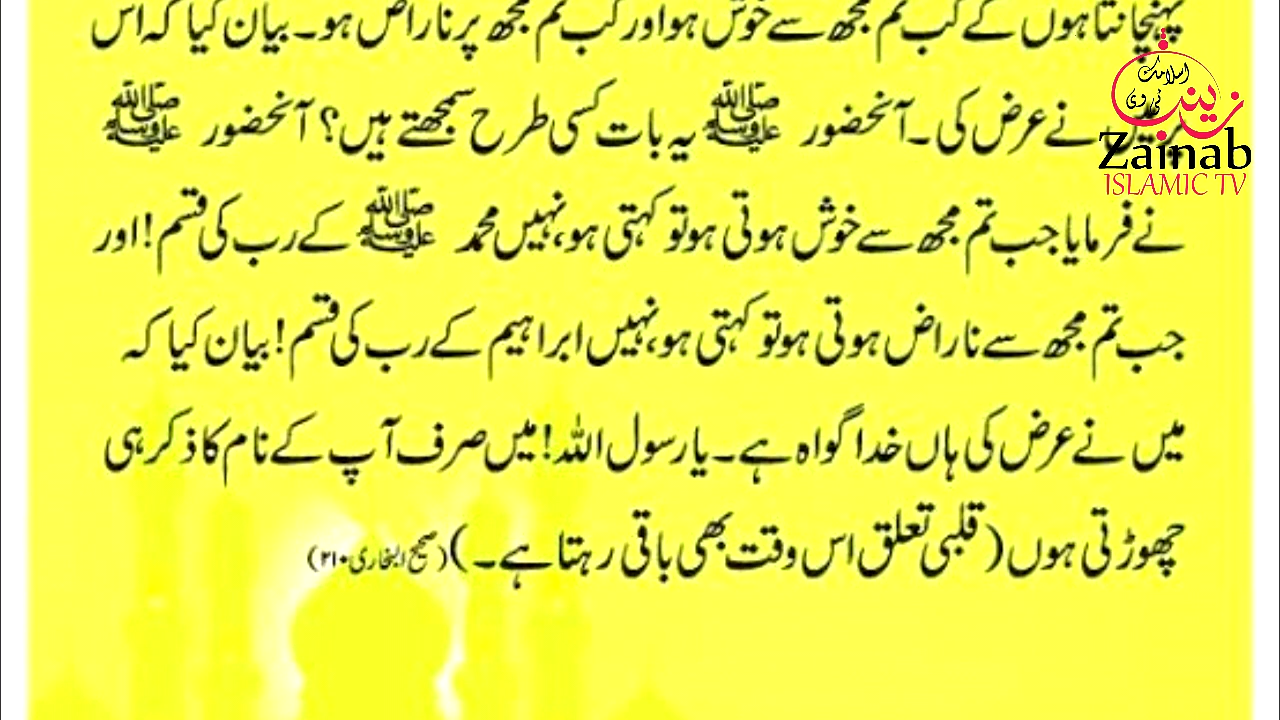 پہنچانتا ہوں کے کب تم مجھ سے خوش ہو اور کب تم مجھ پر ناراض ہو۔ بیان کیا کہ اس
نے عرض کی۔ آنحضور ﷺ یہ بات کسی طرح سمجھتے ہیں؟ آنحضور ﷺ
نے فرمایا جب تم مجھ سے خوش ہوتی ہو تو کہتی ہو، نہیں محمد ﷺ کے رب کی قسم! اور
جب تم مجھ سے ناراض ہوتی ہو تو کہتی ہو، نہیں ابراہیم کے رب کی قسم! بیان کیا کہ
میں نے عرض کی ہاں خدا گواہ ہے۔ یا رسول اللہ! میں صرف آپ کے نام کا ذکر ہی
چھوڑتی ہوں (قلبی تعلق اس وقت بھی باقی رہتا ہے۔) (صحیح البخاری ۲۱۰)
زینب اسلامک ٹی وی
Zainab
ISLAMIC TV